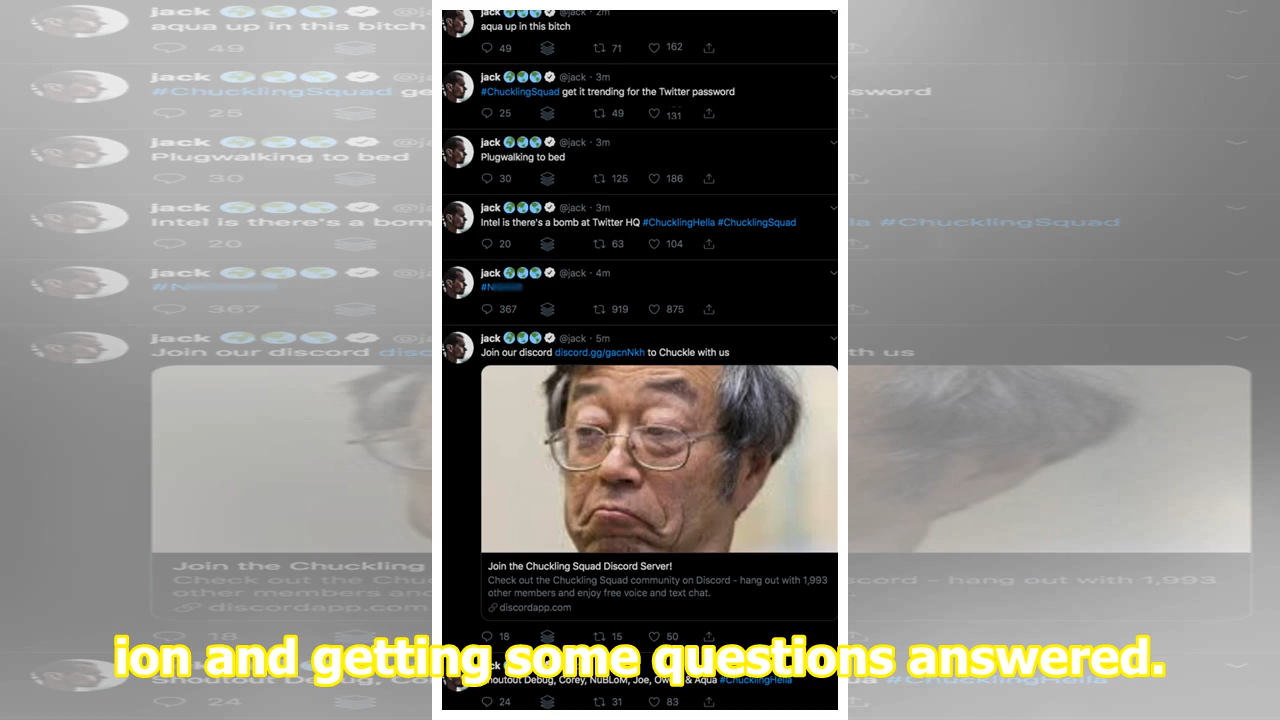 jack @jack · 2m
aqua up in this bitch
49 71 162
jack @jack · 3m
#ChucklingSquad get it trending for the Twitter password
25 49 131
jack @jack · 3m
Plugwalking to bed
30 125 186
jack @jack · 3m
Intel is there's a bomb at Twitter HQ #ChucklingHella #ChucklingSquad
20 63 104
jack @jack · 4m
#N
367 919 875
jack @jack · 5m
Join our discord discord.gg/gacnNkh to Chuckle with us
Join the Chuckling Squad Discord Server!
Check out the Chuckling Squad community on Discord - hang out with 1,993
other members and enjoy free voice and text chat.
discordapp.com
18 15 50
ion and getting some questions answered.
Debug, Corey, NuBLoM, Joe, & Aqua #ChucklingHella
24 31 83